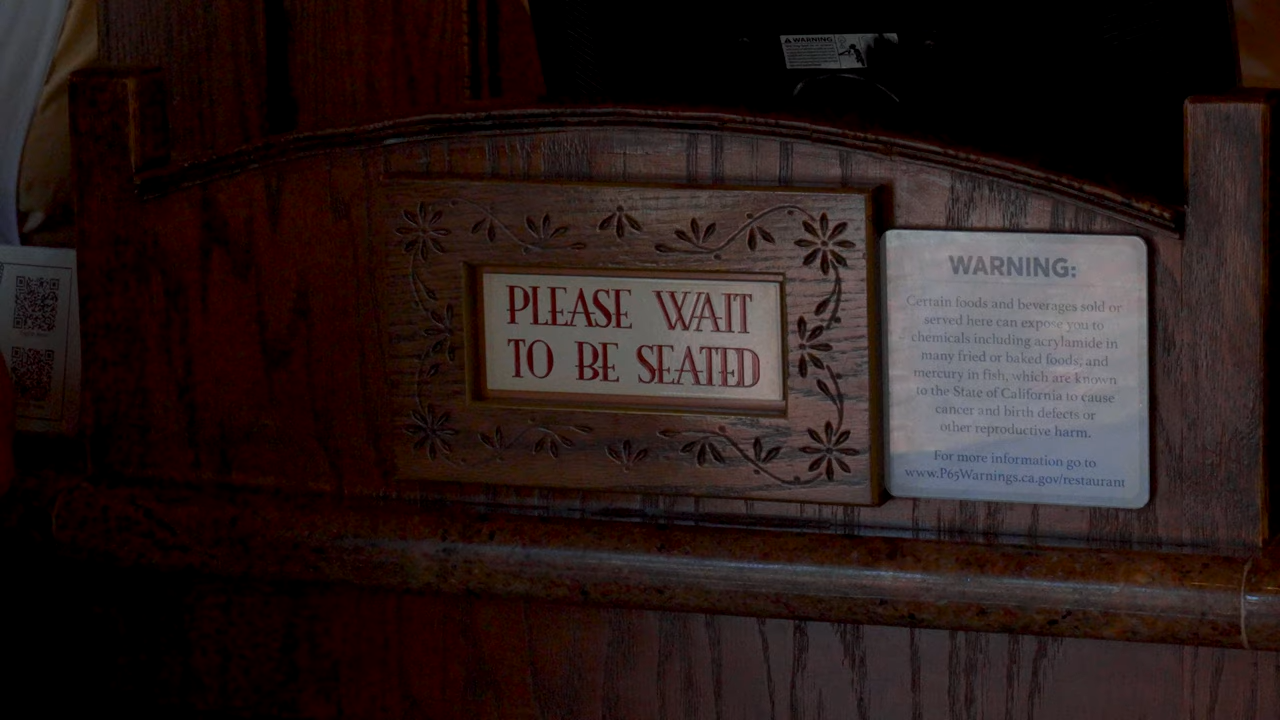 WARNING
PLEASE WAIT
TO BE SEATED
WARNING:
Certain foods and beverages sold or
served here can expose you to
chemicals including acrylamide in
many fried or baked foods, and
mercury in fish, which are known
to the State of California to cause
cancer and birth defects or
other reproductive harm.
For more information go to
www.P65Warnings.ca.gov/restaurant